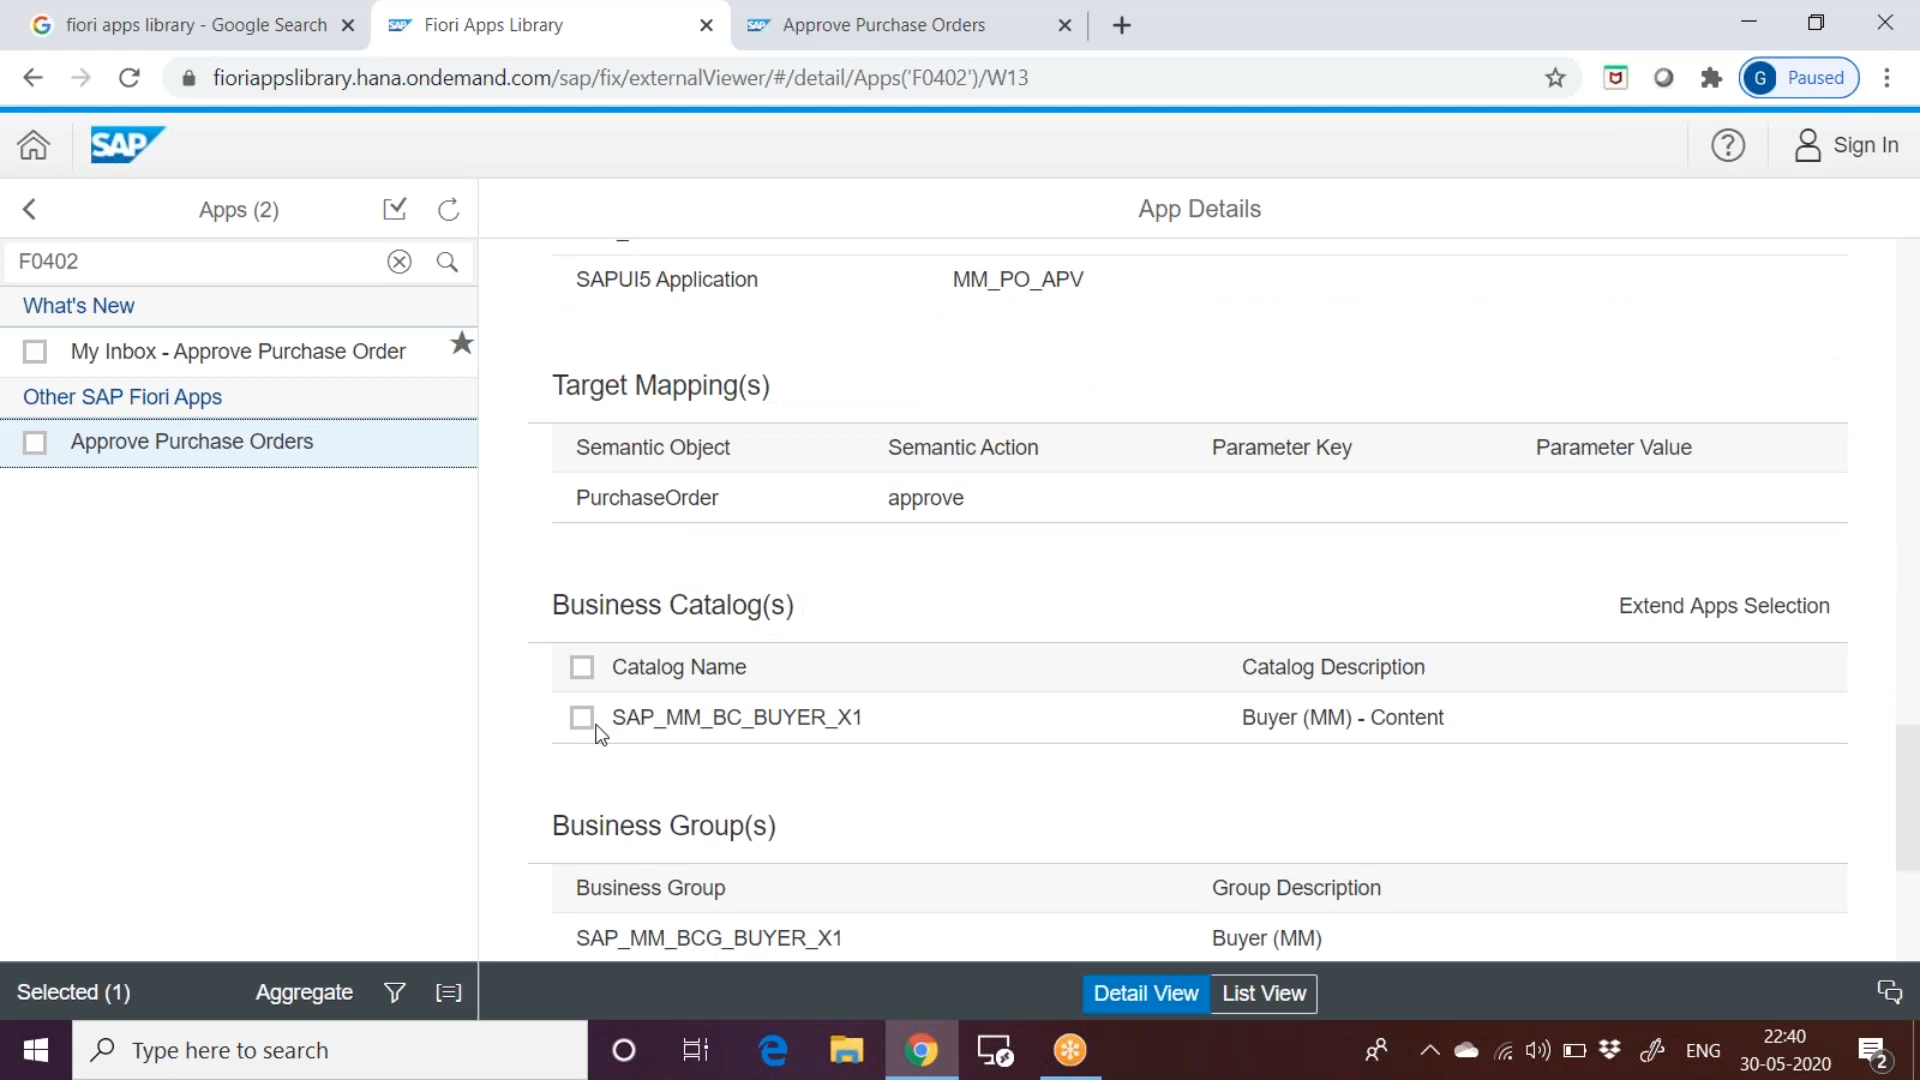 fiori apps library - Google Search
Fiori Apps Library
Approve Purchase Orders
fioriappslibrary.hana.ondemand.com/sap/fix/externalViewer/#/detail/Apps('F0402')/W13
G Paused
SAP
Sign In
Apps (2)
App Details
F0402
What's New
My Inbox - Approve Purchase Order
Other SAP Fiori Apps
Approve Purchase Orders
SAPUI5 Application MM_PO_APV
Target Mapping(s)
Semantic Object Semantic Action Parameter Key Parameter Value
PurchaseOrder approve
Business Catalog(s) Extend Apps Selection
Catalog Name Catalog Description
SAP_MM_BC_BUYER_X1 Buyer (MM) - Content
Business Group(s)
Business Group Group Description
SAP_MM_BCG_BUYER_X1 Buyer (MM)
Selected (1) Aggregate
Detail View List View
Type here to search
ENG
22:40
30-05-2020
2